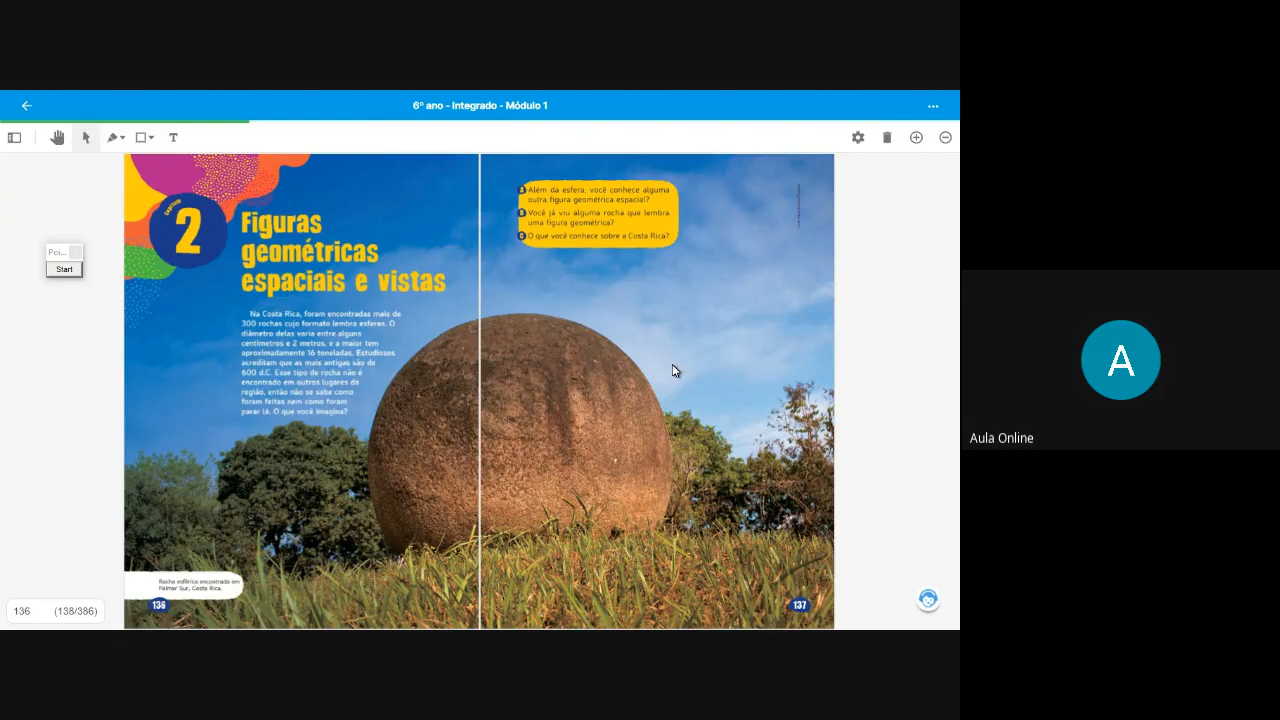 6º ano - Integrado - Módulo 1
Poi...
Start
Capítulo
2
Figuras
geométricas
espaciais e vistas
Na Costa Rica, foram encontradas mais de
300 rochas cujo formato lembra esferas. O
diâmetro delas varia entre alguns
centímetros e 2 metros, e a maior tem
aproximadamente 16 toneladas. Estudiosos
acreditam que as mais antigas são de
600 d.C. Esse tipo de rocha não é
encontrado em outros lugares da
região, então não se sabe como
foram feitas nem como foram
parar lá. O que você imagina?
A Além da esfera, você conhece alguma
outra figura geométrica espacial?
B Você já viu alguma rocha que lembra
uma figura geométrica?
C O que você conhece sobre a Costa Rica?
Rocha esférica encontrada em
Palmar Sur, Costa Rica.
136
137
136 (138/386)
A
Aula Online